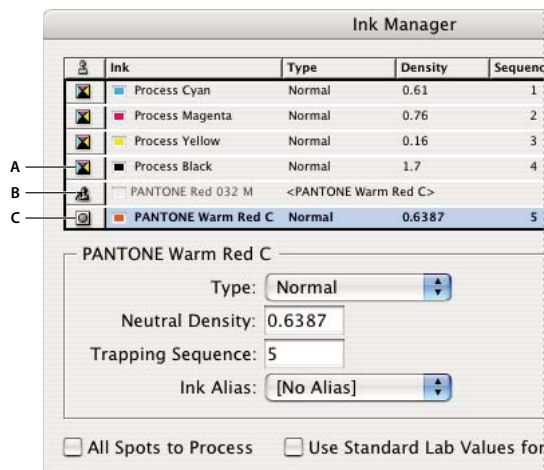 Ink Manager
Ink Type Density Sequenc
Process Cyan Normal 0.61 1
Process Magenta Normal 0.76 2
Process Yellow Normal 0.16 3
A Process Black Normal 1.7 4
B PANTONE Red 032 M <PANTONE Warm Red C>
C PANTONE Warm Red C Normal 0.6387 5
PANTONE Warm Red C
Type: Normal
Neutral Density: 0.6387
Trapping Sequence: 5
Ink Alias: [No Alias]
All Spots to Process Use Standard Lab Values for